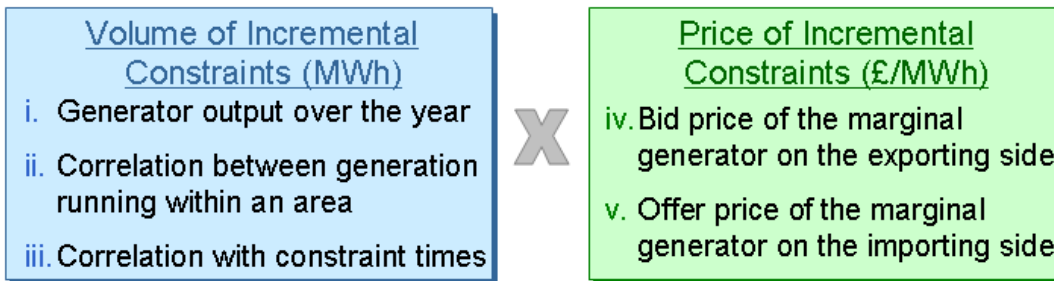 Volume of Incremental
Constraints (MWh)
i. Generator output over the year
ii. Correlation between generation
running within an area
iii. Correlation with constraint times
X
Price of Incremental
Constraints (£/MWh)
iv. Bid price of the marginal
generator on the exporting side
v. Offer price of the marginal
generator on the importing side